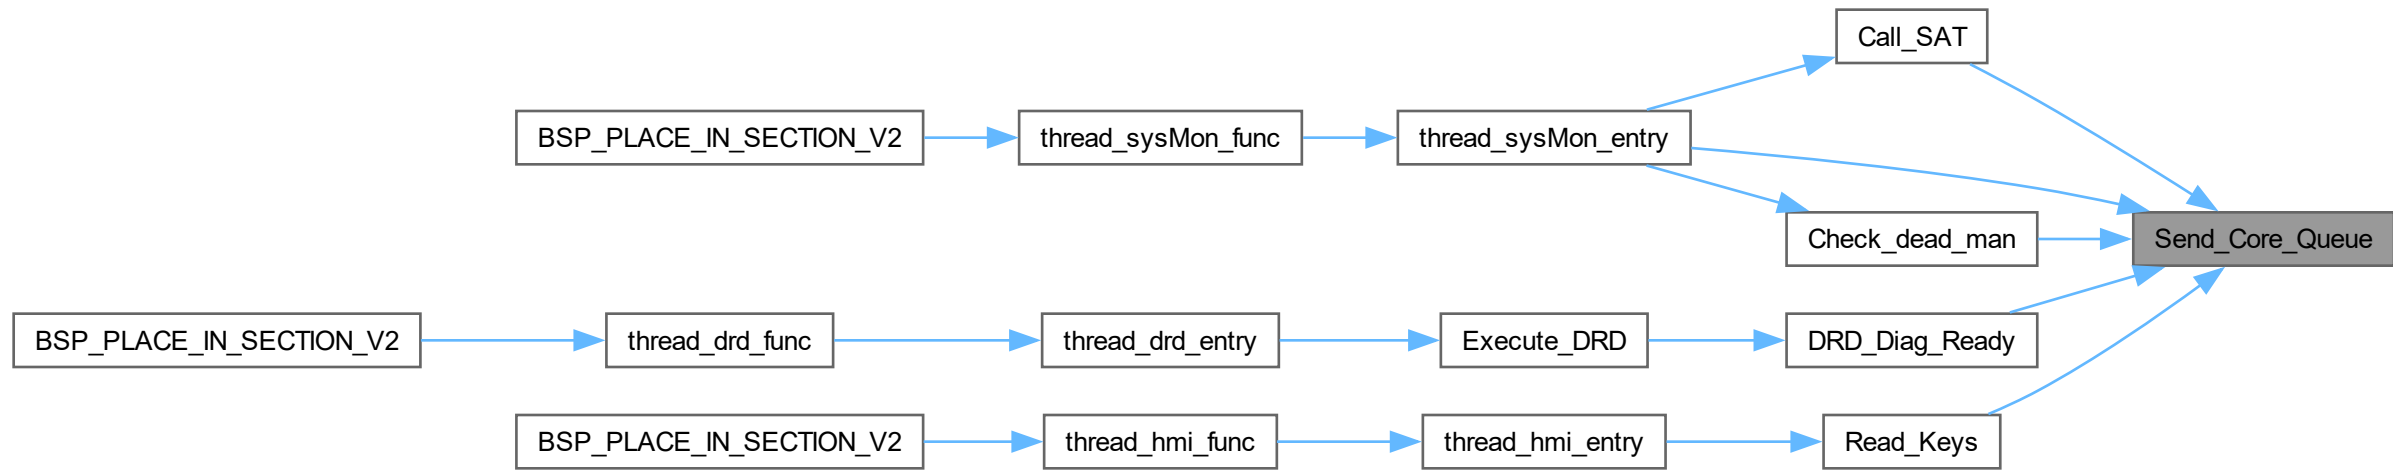 Call_SAT
BSP_PLACE_IN_SECTION_V2
thread_sysMon_func
thread_sysMon_entry
Check_dead_man
Send_Core_Queue
BSP_PLACE_IN_SECTION_V2
thread_drd_func
thread_drd_entry
Execute_DRD
DRD_Diag_Ready
BSP_PLACE_IN_SECTION_V2
thread_hmi_func
thread_hmi_entry
Read_Keys